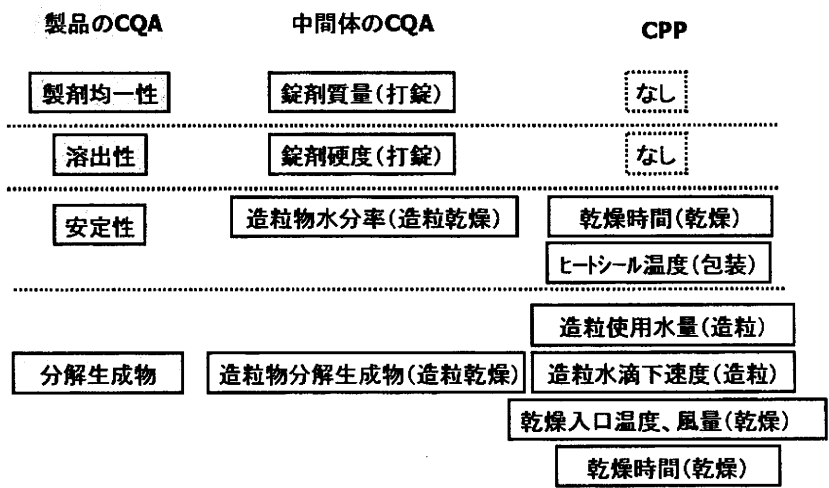 製品のCQA 中間体のCQA CPP
製剤均一性 錠剤質量(打錠) なし
溶出性 錠剤硬度(打錠) なし
安定性 造粒物水分率(造粒乾燥) 乾燥時間(乾燥)
ヒートシール温度(包装)
造粒使用水量(造粒)
分解生成物 造粒物分解生成物(造粒乾燥) 造粒水滴下速度(造粒)
乾燥入口温度、風量(乾燥)
乾燥時間(乾燥)